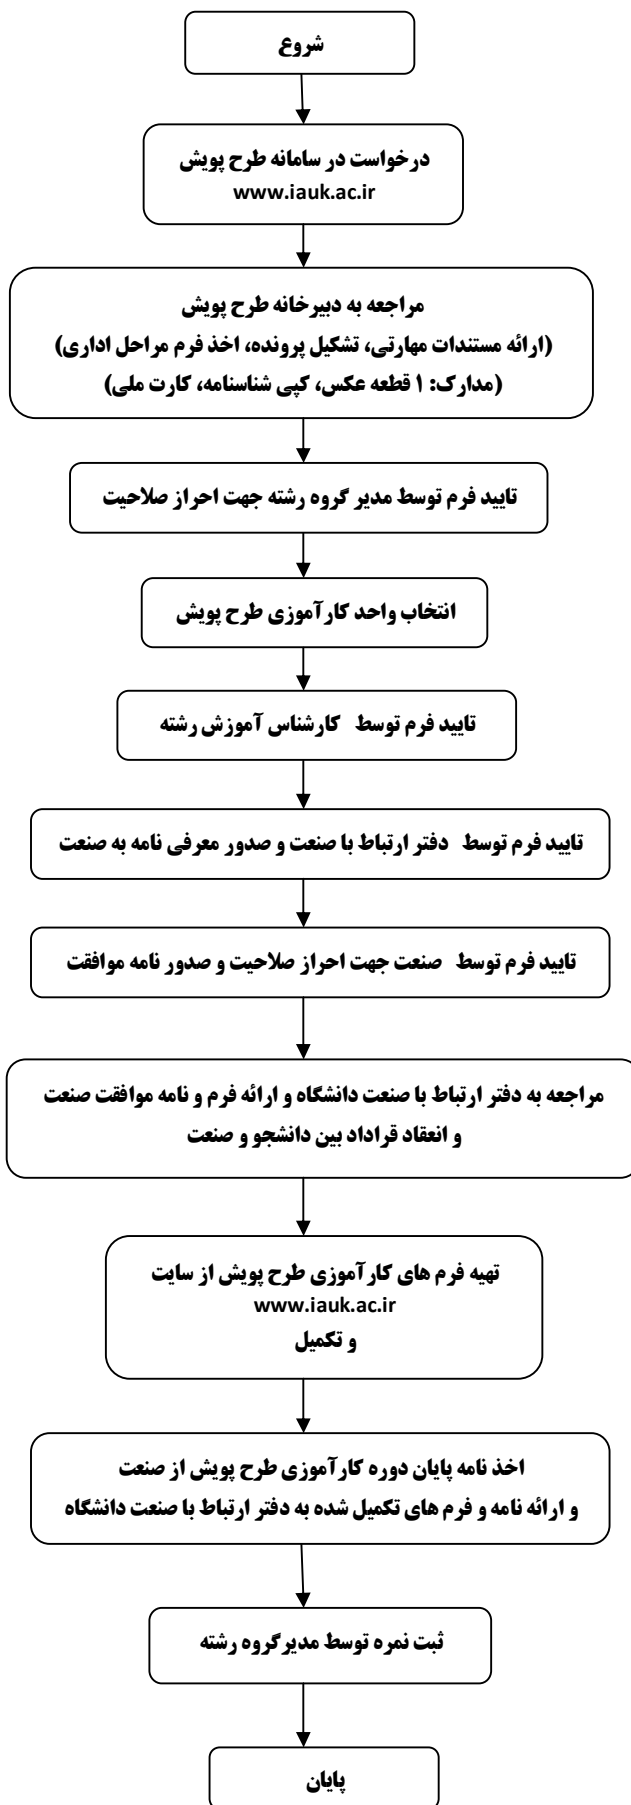 شروع
درخواست در سامانه طرح پویش
www.iauk.ac.ir
مراجعه به دبیرخانه طرح پویش
(ارائه مستندات مهارتی، تشکیل پرونده، اخذ فرم مراحل اداری)
(مدارک: ۱ قطعه عکس، کپی شناسنامه، کارت ملی)
تایید فرم توسط مدیر گروه رشته جهت احراز صلاحیت
انتخاب واحد کارآموزی طرح پویش
تایید فرم توسط کارشناس آموزش رشته
تایید فرم توسط دفتر ارتباط با صنعت و صدور معرفی نامه به صنعت
تایید فرم توسط صنعت جهت احراز صلاحیت و صدور نامه موافقت
مراجعه به دفتر ارتباط با صنعت دانشگاه و ارائه فرم و نامه موافقت صنعت
و انعقاد قراداد بین دانشجو و صنعت
تهیه فرم های کارآموزی طرح پویش از سایت
www.iauk.ac.ir
و تکمیل
اخذ نامه پایان دوره کارآموزی طرح پویش از صنعت
و ارائه نامه و فرم های تکمیل شده به دفتر ارتباط با صنعت دانشگاه
ثبت نمره توسط مدیرگروه رشته
پایان